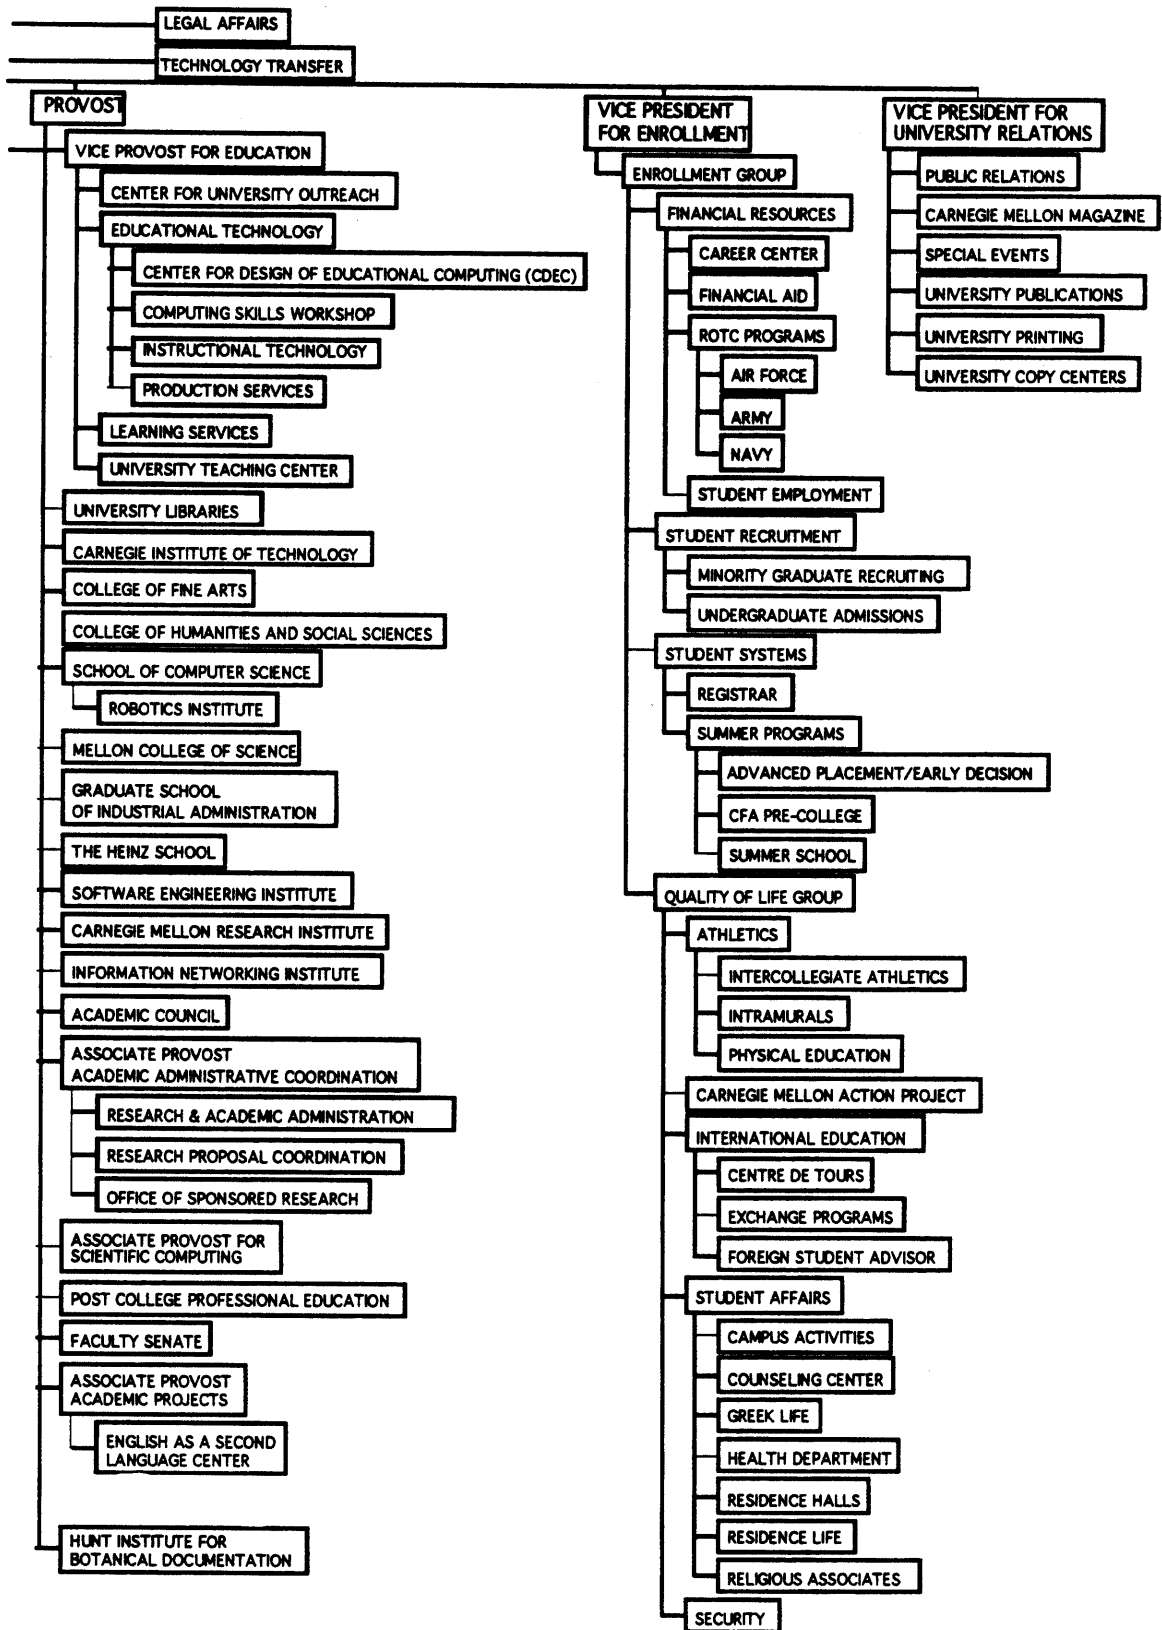 LEGAL AFFAIRS
TECHNOLOGY TRANSFER
PROVOST
VICE PROVOST FOR EDUCATION
CENTER FOR UNIVERSITY OUTREACH
EDUCATIONAL TECHNOLOGY
CENTER FOR DESIGN OF EDUCATIONAL COMPUTING (CDEC)
COMPUTING SKILLS WORKSHOP
INSTRUCTIONAL TECHNOLOGY
PRODUCTION SERVICES
LEARNING SERVICES
UNIVERSITY TEACHING CENTER
UNIVERSITY LIBRARIES
CARNEGIE INSTITUTE OF TECHNOLOGY
COLLEGE OF FINE ARTS
COLLEGE OF HUMANITIES AND SOCIAL SCIENCES
SCHOOL OF COMPUTER SCIENCE
ROBOTICS INSTITUTE
MELLON COLLEGE OF SCIENCE
GRADUATE SCHOOL
OF INDUSTRIAL ADMINISTRATION
THE HEINZ SCHOOL
SOFTWARE ENGINEERING INSTITUTE
CARNEGIE MELLON RESEARCH INSTITUTE
INFORMATION NETWORKING INSTITUTE
ACADEMIC COUNCIL
ASSOCIATE PROVOST
ACADEMIC ADMINISTRATIVE COORDINATION
RESEARCH & ACADEMIC ADMINISTRATION
RESEARCH PROPOSAL COORDINATION
OFFICE OF SPONSORED RESEARCH
ASSOCIATE PROVOST FOR
SCIENTIFIC COMPUTING
POST COLLEGE PROFESSIONAL EDUCATION
FACULTY SENATE
ASSOCIATE PROVOST
ACADEMIC PROJECTS
ENGLISH AS A SECOND
LANGUAGE CENTER
HUNT INSTITUTE FOR
BOTANICAL DOCUMENTATION
VICE PRESIDENT
FOR ENROLLMENT
ENROLLMENT GROUP
FINANCIAL RESOURCES
CAREER CENTER
FINANCIAL AID
ROTC PROGRAMS
AIR FORCE
ARMY
NAVY
STUDENT EMPLOYMENT
STUDENT RECRUITMENT
MINORITY GRADUATE RECRUITING
UNDERGRADUATE ADMISSIONS
STUDENT SYSTEMS
REGISTRAR
SUMMER PROGRAMS
ADVANCED PLACEMENT/EARLY DECISION
CFA PRE-COLLEGE
SUMMER SCHOOL
QUALITY OF LIFE GROUP
ATHLETICS
INTERCOLLEGIATE ATHLETICS
INTRAMURALS
PHYSICAL EDUCATION
CARNEGIE MELLON ACTION PROJECT
INTERNATIONAL EDUCATION
CENTRE DE TOURS
EXCHANGE PROGRAMS
FOREIGN STUDENT ADVISOR
STUDENT AFFAIRS
CAMPUS ACTIVITIES
COUNSELING CENTER
GREEK LIFE
HEALTH DEPARTMENT
RESIDENCE HALLS
RESIDENCE LIFE
RELIGIOUS ASSOCIATES
SECURITY
VICE PRESIDENT FOR
UNIVERSITY RELATIONS
PUBLIC RELATIONS
CARNEGIE MELLON MAGAZINE
SPECIAL EVENTS
UNIVERSITY PUBLICATIONS
UNIVERSITY PRINTING
UNIVERSITY COPY CENTERS